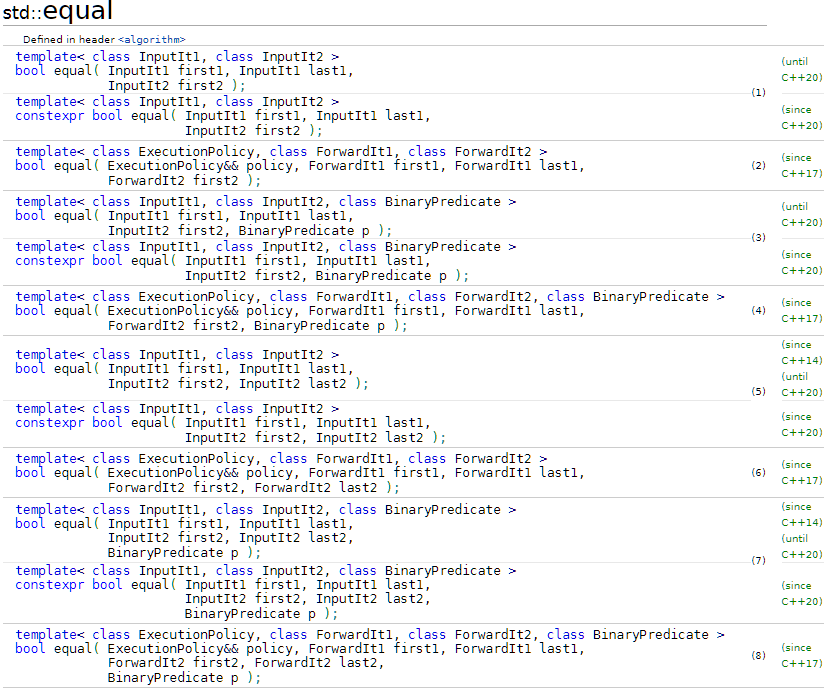 std::equal
Defined in header <algorithm>
template< class InputIt1, class InputIt2 >
bool equal( InputIt1 first1, InputIt1 last1,
            InputIt2 first2 );
(until
C++20)
(1)
template< class InputIt1, class InputIt2 >
constexpr bool equal( InputIt1 first1, InputIt1 last1,
                      InputIt2 first2 );
(since
C++20)
template< class ExecutionPolicy, class ForwardIt1, class ForwardIt2 >
bool equal( ExecutionPolicy&& policy, ForwardIt1 first1, ForwardIt1 last1,
            ForwardIt2 first2 );
(2)
(since
C++17)
template< class InputIt1, class InputIt2, class BinaryPredicate >
bool equal( InputIt1 first1, InputIt1 last1,
            InputIt2 first2, BinaryPredicate p );
(until
C++20)
(3)
template< class InputIt1, class InputIt2, class BinaryPredicate >
constexpr bool equal( InputIt1 first1, InputIt1 last1,
                      InputIt2 first2, BinaryPredicate p );
(since
C++20)
template< class ExecutionPolicy, class ForwardIt1, class ForwardIt2, class BinaryPredicate >
bool equal( ExecutionPolicy&& policy, ForwardIt1 first1, ForwardIt1 last1,
            ForwardIt2 first2, BinaryPredicate p );
(4)
(since
C++17)
template< class InputIt1, class InputIt2 >
bool equal( InputIt1 first1, InputIt1 last1,
            InputIt2 first2, InputIt2 last2 );
(since
C++14)
(until
C++20)
(5)
template< class InputIt1, class InputIt2 >
constexpr bool equal( InputIt1 first1, InputIt1 last1,
                      InputIt2 first2, InputIt2 last2 );
(since
C++20)
template< class ExecutionPolicy, class ForwardIt1, class ForwardIt2 >
bool equal( ExecutionPolicy&& policy, ForwardIt1 first1, ForwardIt1 last1,
            ForwardIt2 first2, ForwardIt2 last2 );
(6)
(since
C++17)
template< class InputIt1, class InputIt2, class BinaryPredicate >
bool equal( InputIt1 first1, InputIt1 last1,
            InputIt2 first2, InputIt2 last2,
            BinaryPredicate p );
(since
C++14)
(until
C++20)
(7)
template< class InputIt1, class InputIt2, class BinaryPredicate >
constexpr bool equal( InputIt1 first1, InputIt1 last1,
                      InputIt2 first2, InputIt2 last2,
                      BinaryPredicate p );
(since
C++20)
template< class ExecutionPolicy, class ForwardIt1, class ForwardIt2, class BinaryPredicate >
bool equal( ExecutionPolicy&& policy, ForwardIt1 first1, ForwardIt1 last1,
            ForwardIt2 first2, ForwardIt2 last2,
            BinaryPredicate p );
(8)
(since
C++17)